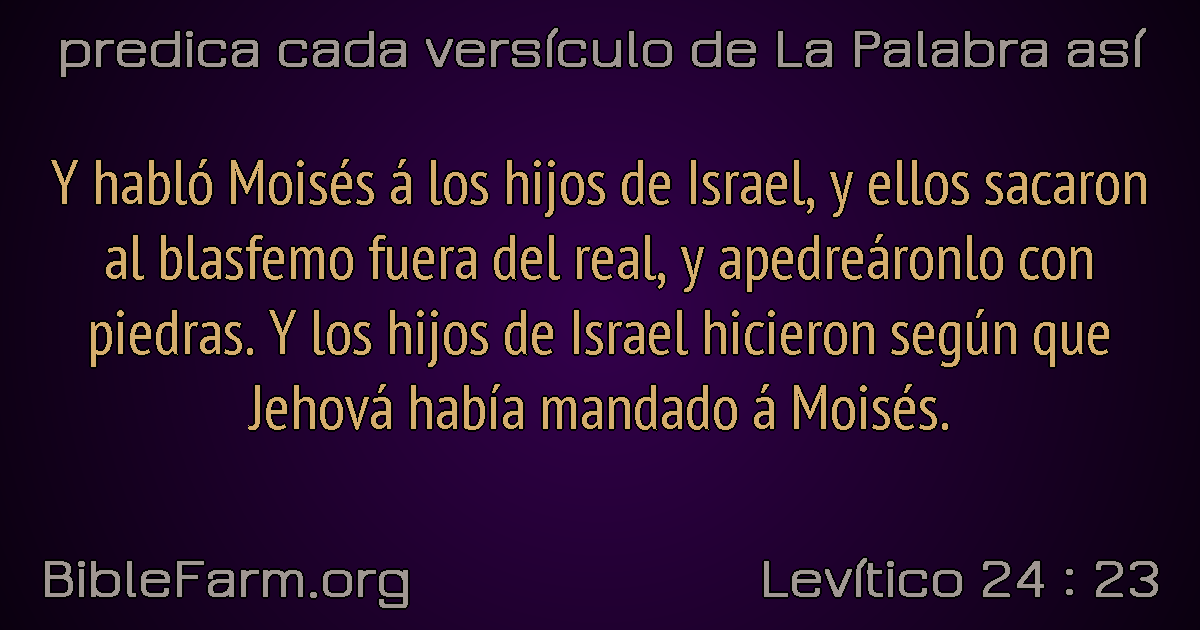 predica cada versículo de La Palabra así
Y habló Moisés á los hijos de Israel, y ellos sacaron
al blasfemo fuera del real, y apedreáronlo con
piedras. Y los hijos de Israel hicieron según que
Jehová había mandado á Moisés.
BibleFarm.org
Levítico 24 : 23